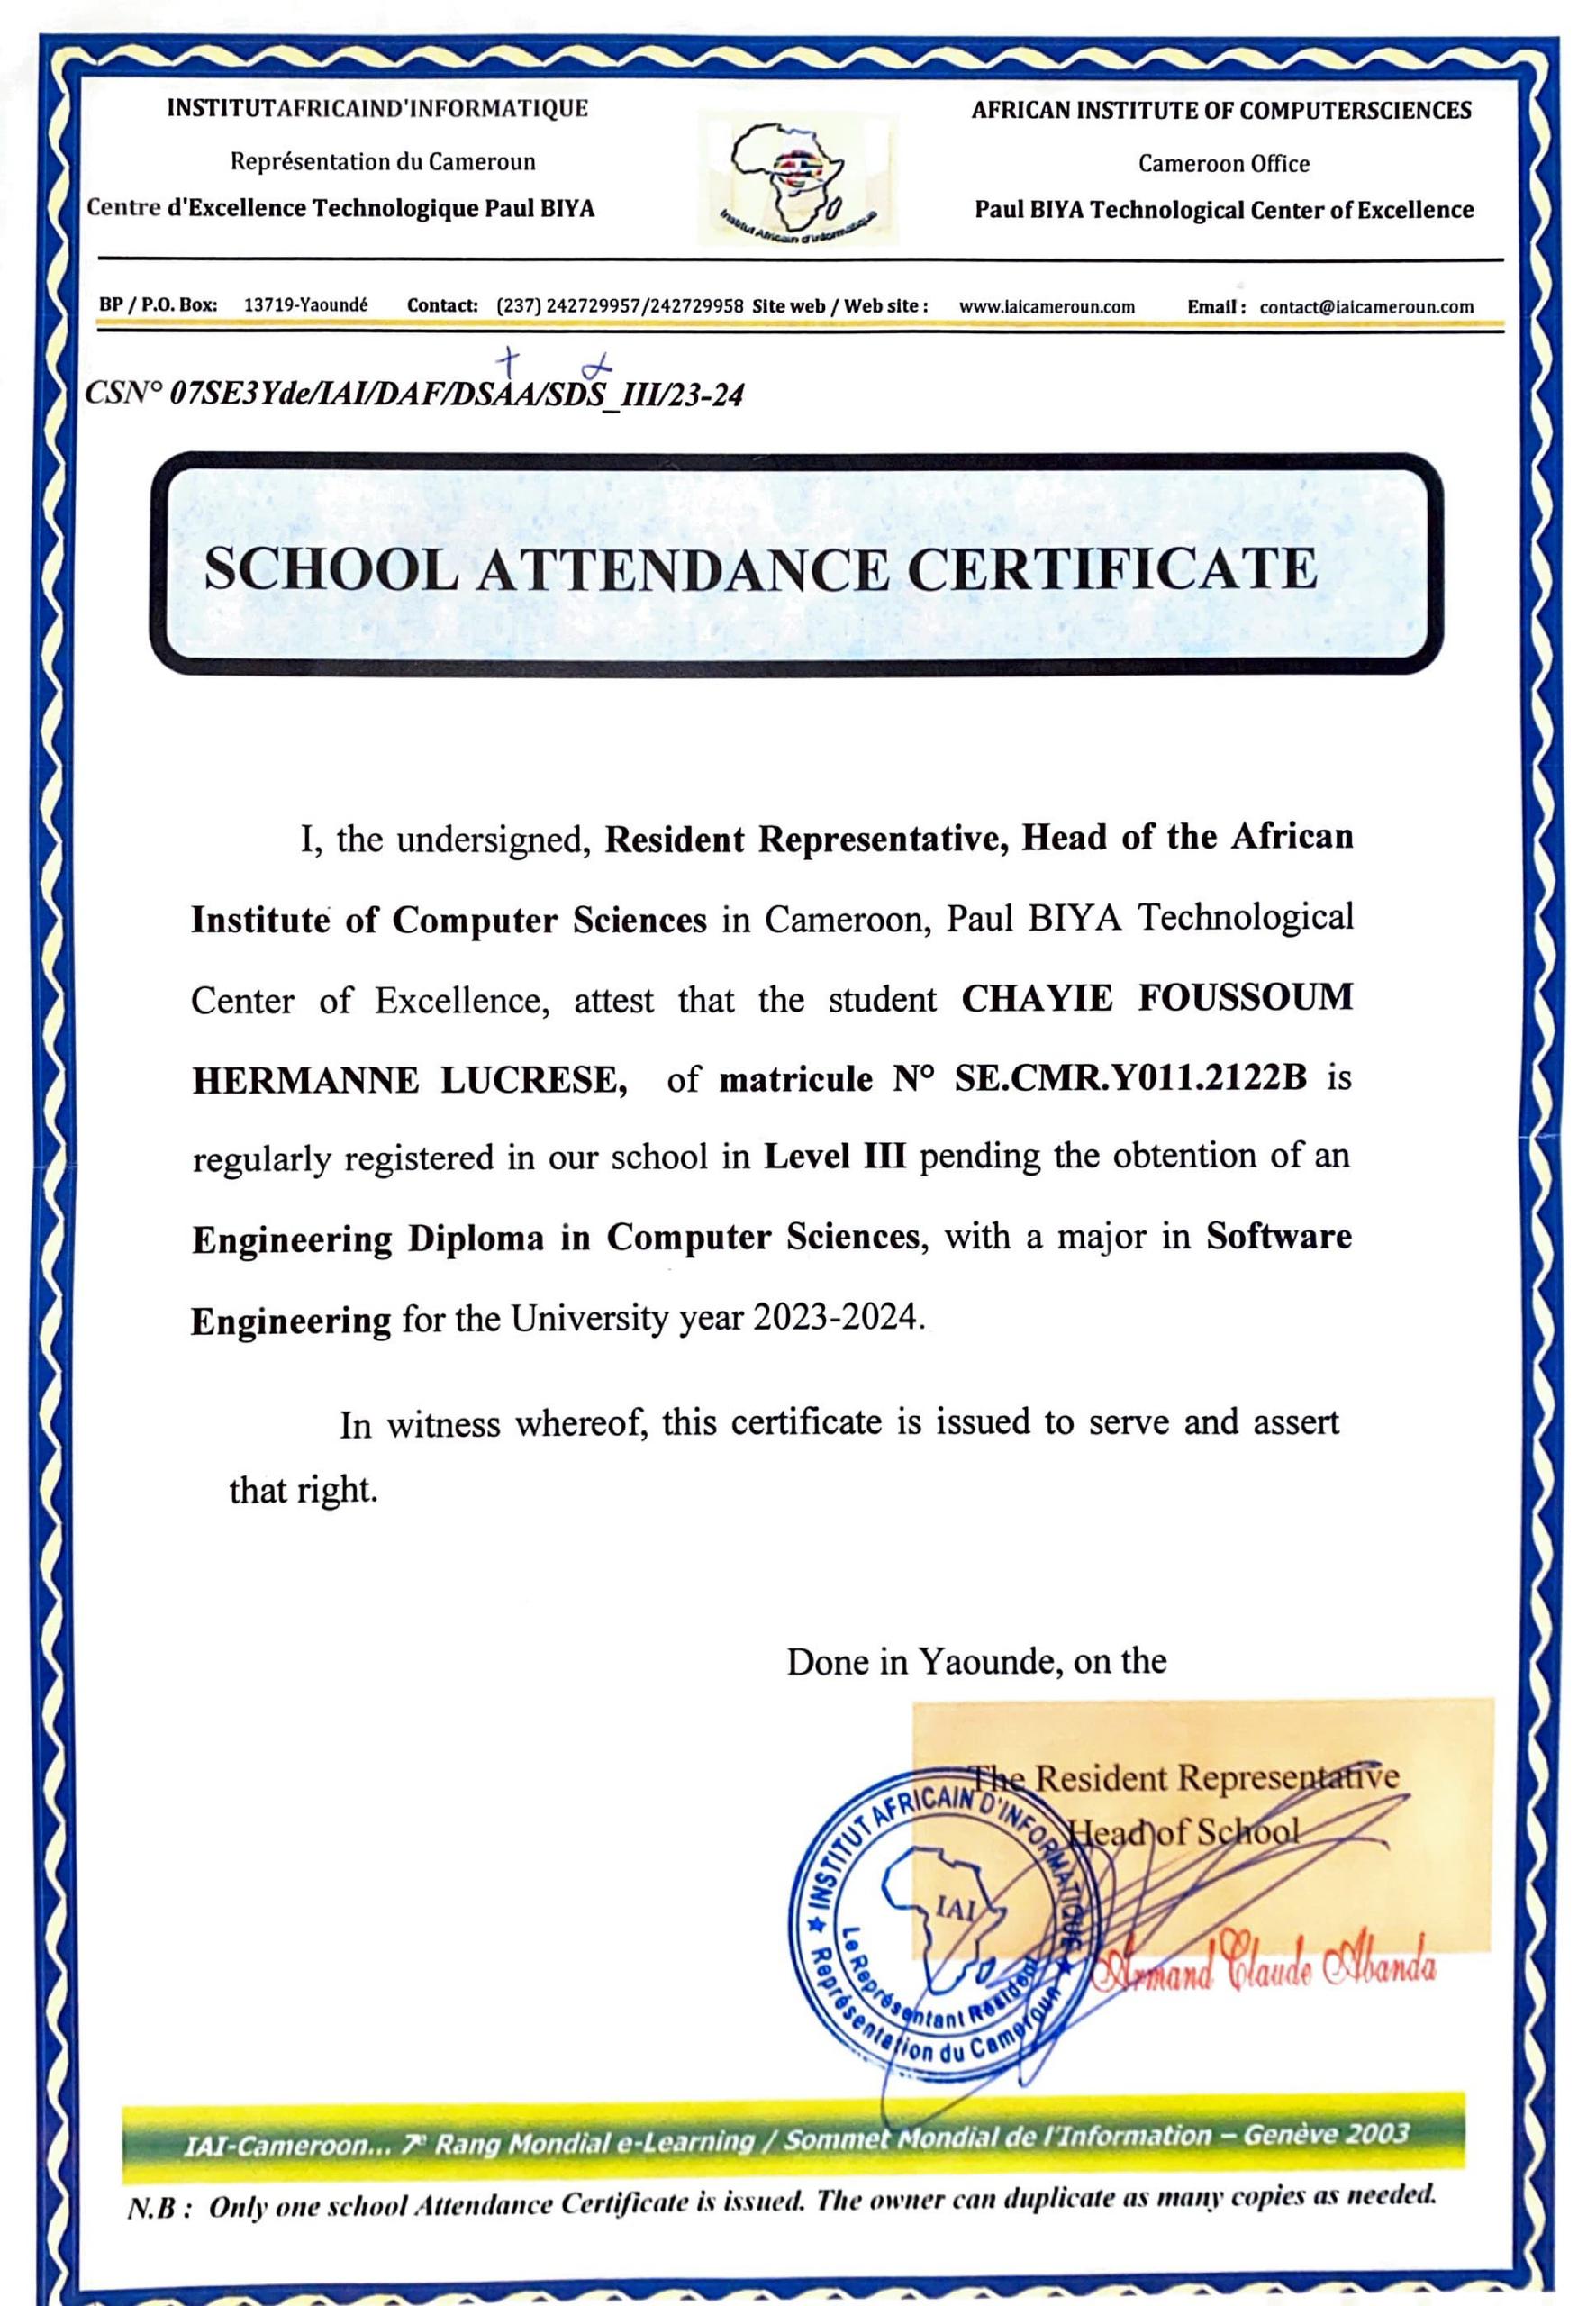 INSTITUTAFRICAIND'INFORMATIQUE
Représentation du Cameroun
Centre d'Excellence Technologique Paul BIYA
Institut Africain d'Informatique
AFRICAN INSTITUTE OF COMPUTERSCIENCES
Cameroon Office
Paul BIYA Technological Center of Excellence
BP / P.O. Box: 13719-Yaoundé Contact: (237) 242729957/242729958 Site web / Web site : www.iaicameroun.com Email : contact@iaicameroun.com
CSN° 07SE3Yde/IAI/DAF/DSAA/SDS_III/23-24
SCHOOL ATTENDANCE CERTIFICATE
I, the undersigned, Resident Representative, Head of the African
Institute of Computer Sciences in Cameroon, Paul BIYA Technological
Center of Excellence, attest that the student CHAYIE FOUSSOUM
HERMANNE LUCRESE, of matricule N° SE.CMR.Y011.2122B is
regularly registered in our school in Level III pending the obtention of an
Engineering Diploma in Computer Sciences, with a major in Software
Engineering for the University year 2023-2024.
In witness whereof, this certificate is issued to serve and assert
that right.
Done in Yaounde, on the
The Resident Representative
Head of School
INSTITUT AFRICAIN D'INFORMATIQUE
IAI
Le Représentant Résident
Représentation du Cameroun
Armand Claude Abanda
IAI-Cameroon... 7e Rang Mondial e-Learning / Sommet Mondial de l'Information – Genève 2003
N.B : Only one school Attendance Certificate is issued. The owner can duplicate as many copies as needed.